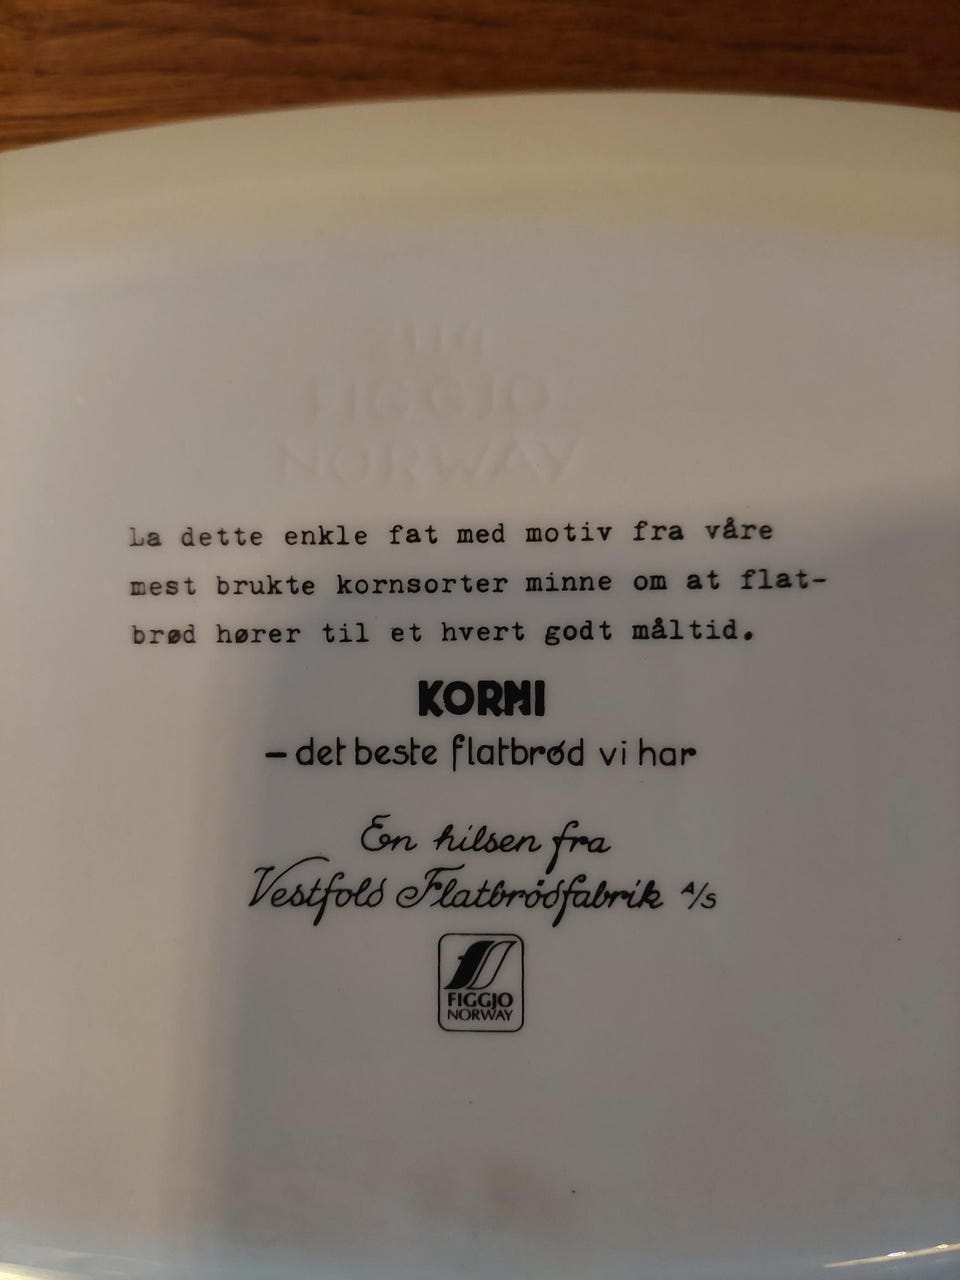 FIGGJO
NORWAY
La dette enkle fat med motiv fra våre
mest brukte kornsorter minne om at flat-
brød hører til et hvert godt måltid.
KORNI
– det beste flatbrød vi har
En hilsen fra
Vestfold Flatbrødfabrik A/S
FIGGJO
NORWAY